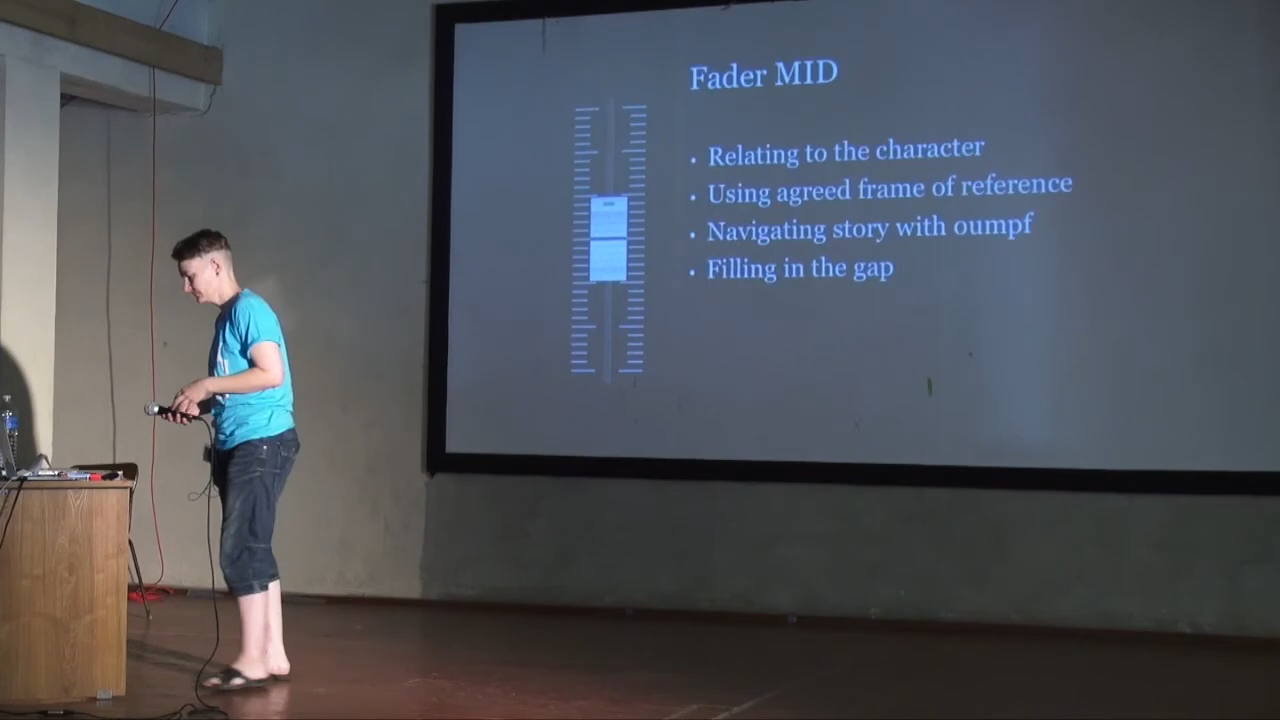 Fader MID
• Relating to the character
• Using agreed frame of reference
• Navigating story with oumpf
• Filling in the gap